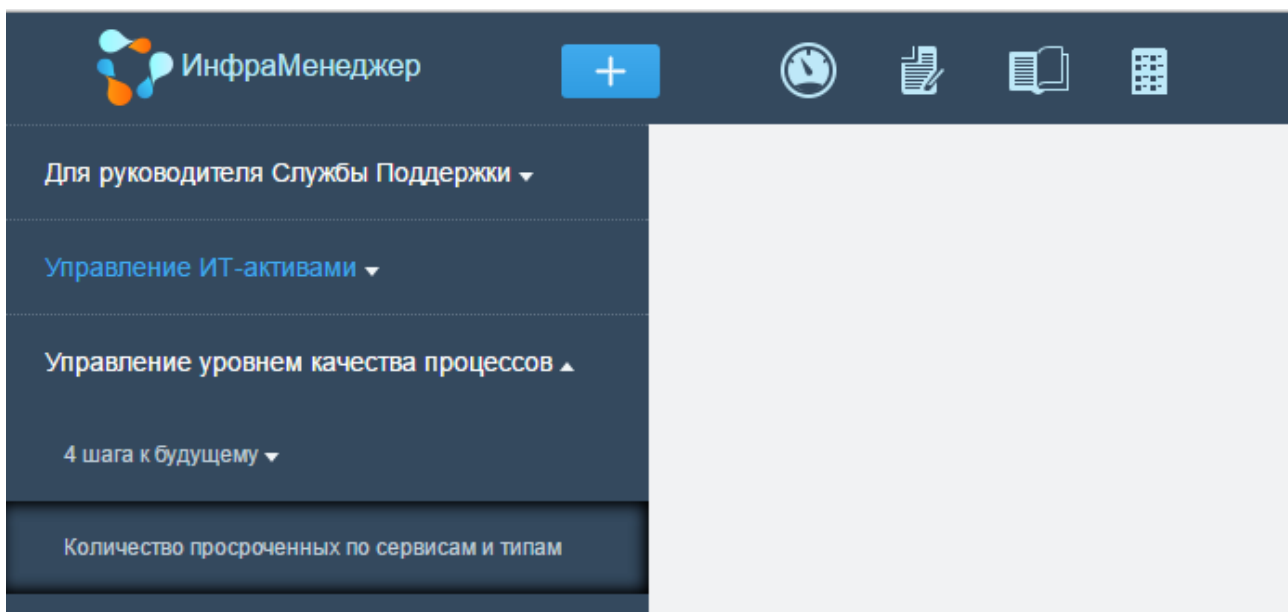 ИнфраМенеджер
Для руководителя Службы Поддержки
Управление ИТ-активами
Управление уровнем качества процессов
4 шага к будущему
Количество просроченных по сервисам и типам